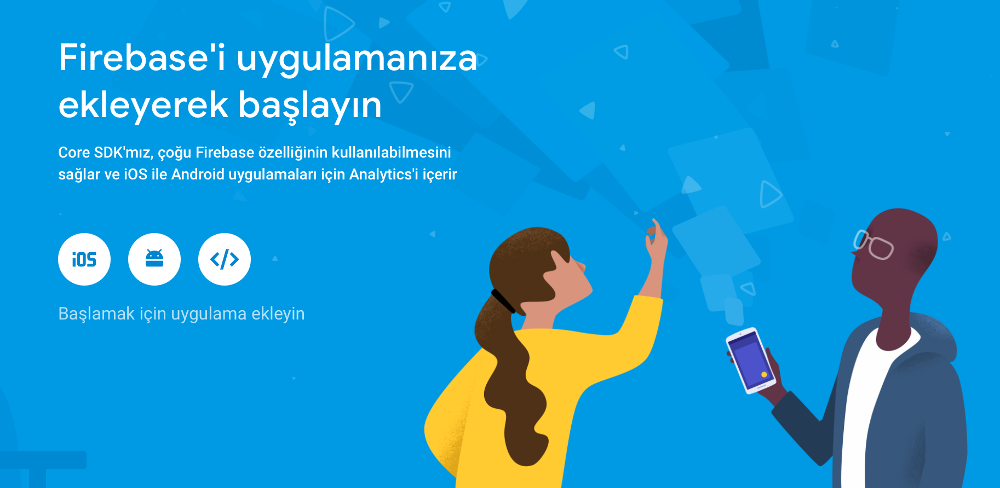 Firebase'i uygulamanıza
ekleyerek başlayın
Core SDK'mız, çoğu Firebase özelliğinin kullanılabilmesini
sağlar ve iOS ile Android uygulamaları için Analytics'i içerir
iOS
</>
Başlamak için uygulama ekleyin